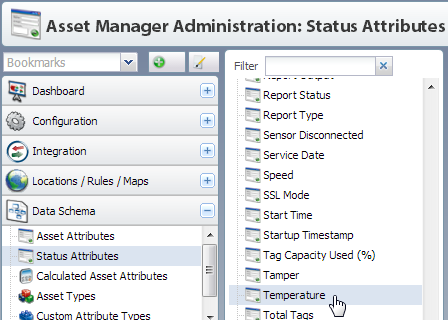 Asset Manager Administration: Status Attributes
Bookmarks
Dashboard
Configuration
Integration
Locations / Rules / Maps
Data Schema
Asset Attributes
Status Attributes
Calculated Asset Attributes
Asset Types
Custom Attribute Types
Filter
Report Output
Report Status
Report Type
Sensor Disconnected
Service Date
Speed
SSL Mode
Start Time
Startup Timestamp
Tag Capacity Used (%)
Tamper
Temperature
Total Tags